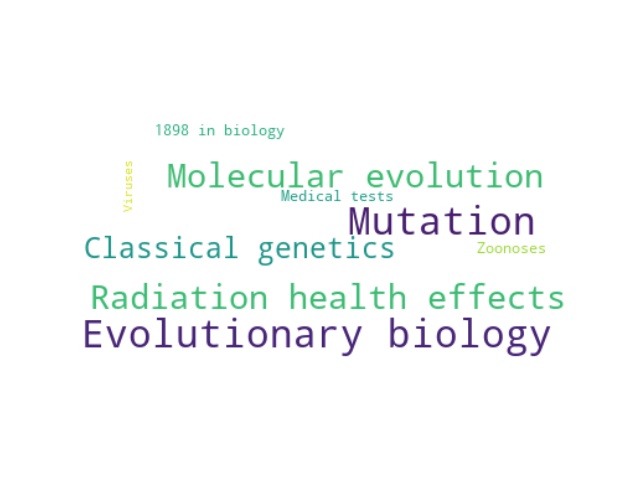 1898 in biology
Viruses
Molecular evolution
Medical tests
Mutation
Classical genetics
Zoonoses
Radiation health effects
Evolutionary biology